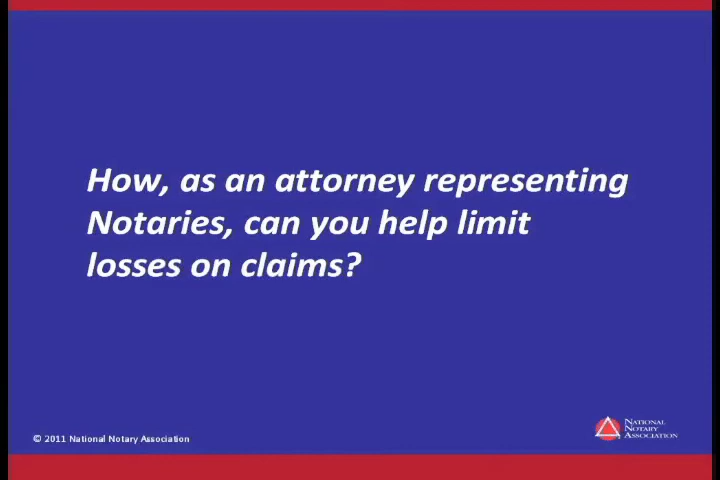 How, as an attorney representing
Notaries, can you help limit
losses on claims?
© 2011 National Notary Association
NATIONAL
NOTARY
ASSOCIATION